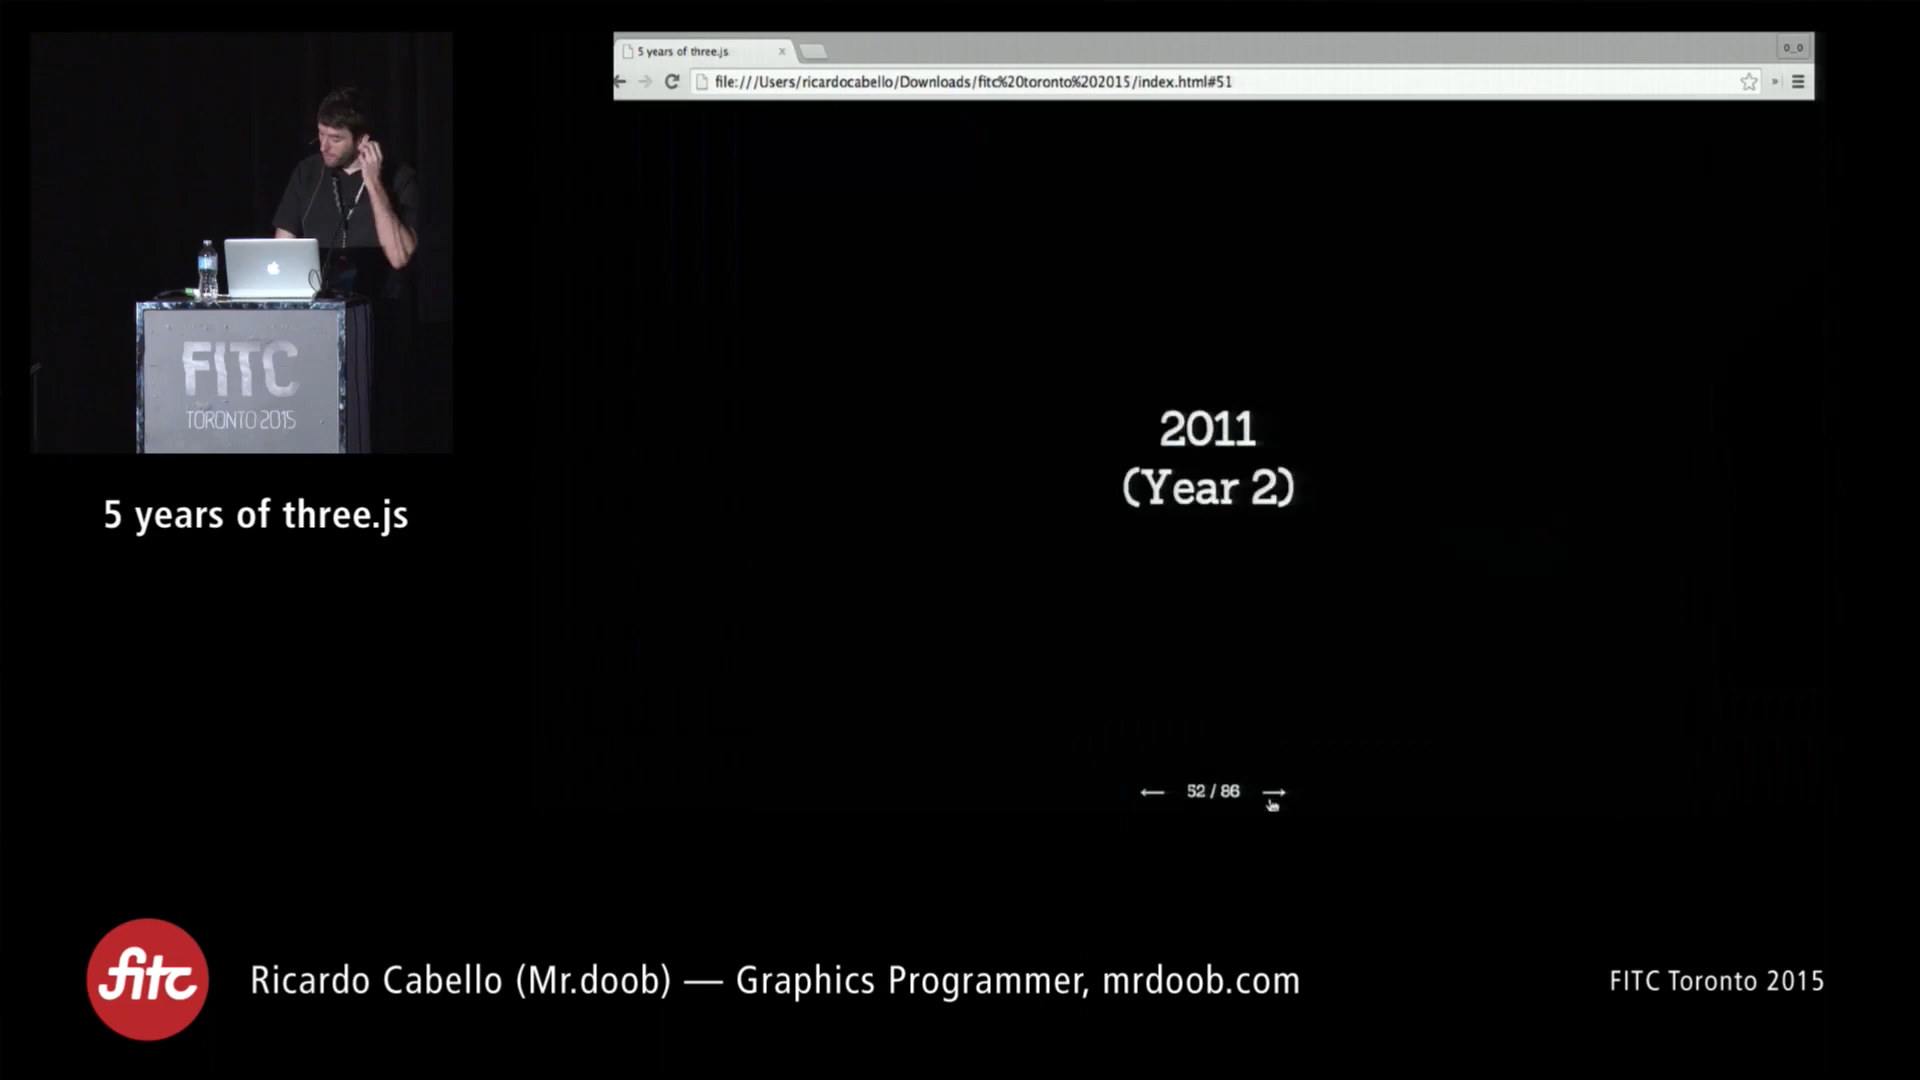 5 years of three.js
0_0
file:///Users/ricardocabello/Downloads/fitc%20toronto%202015/index.html#51
2011
(Year 2)
52 / 86
FITC
TORONTO 2015
5 years of three.js
fitc
Ricardo Cabello (Mr.doob) — Graphics Programmer, mrdoob.com
FITC Toronto 2015